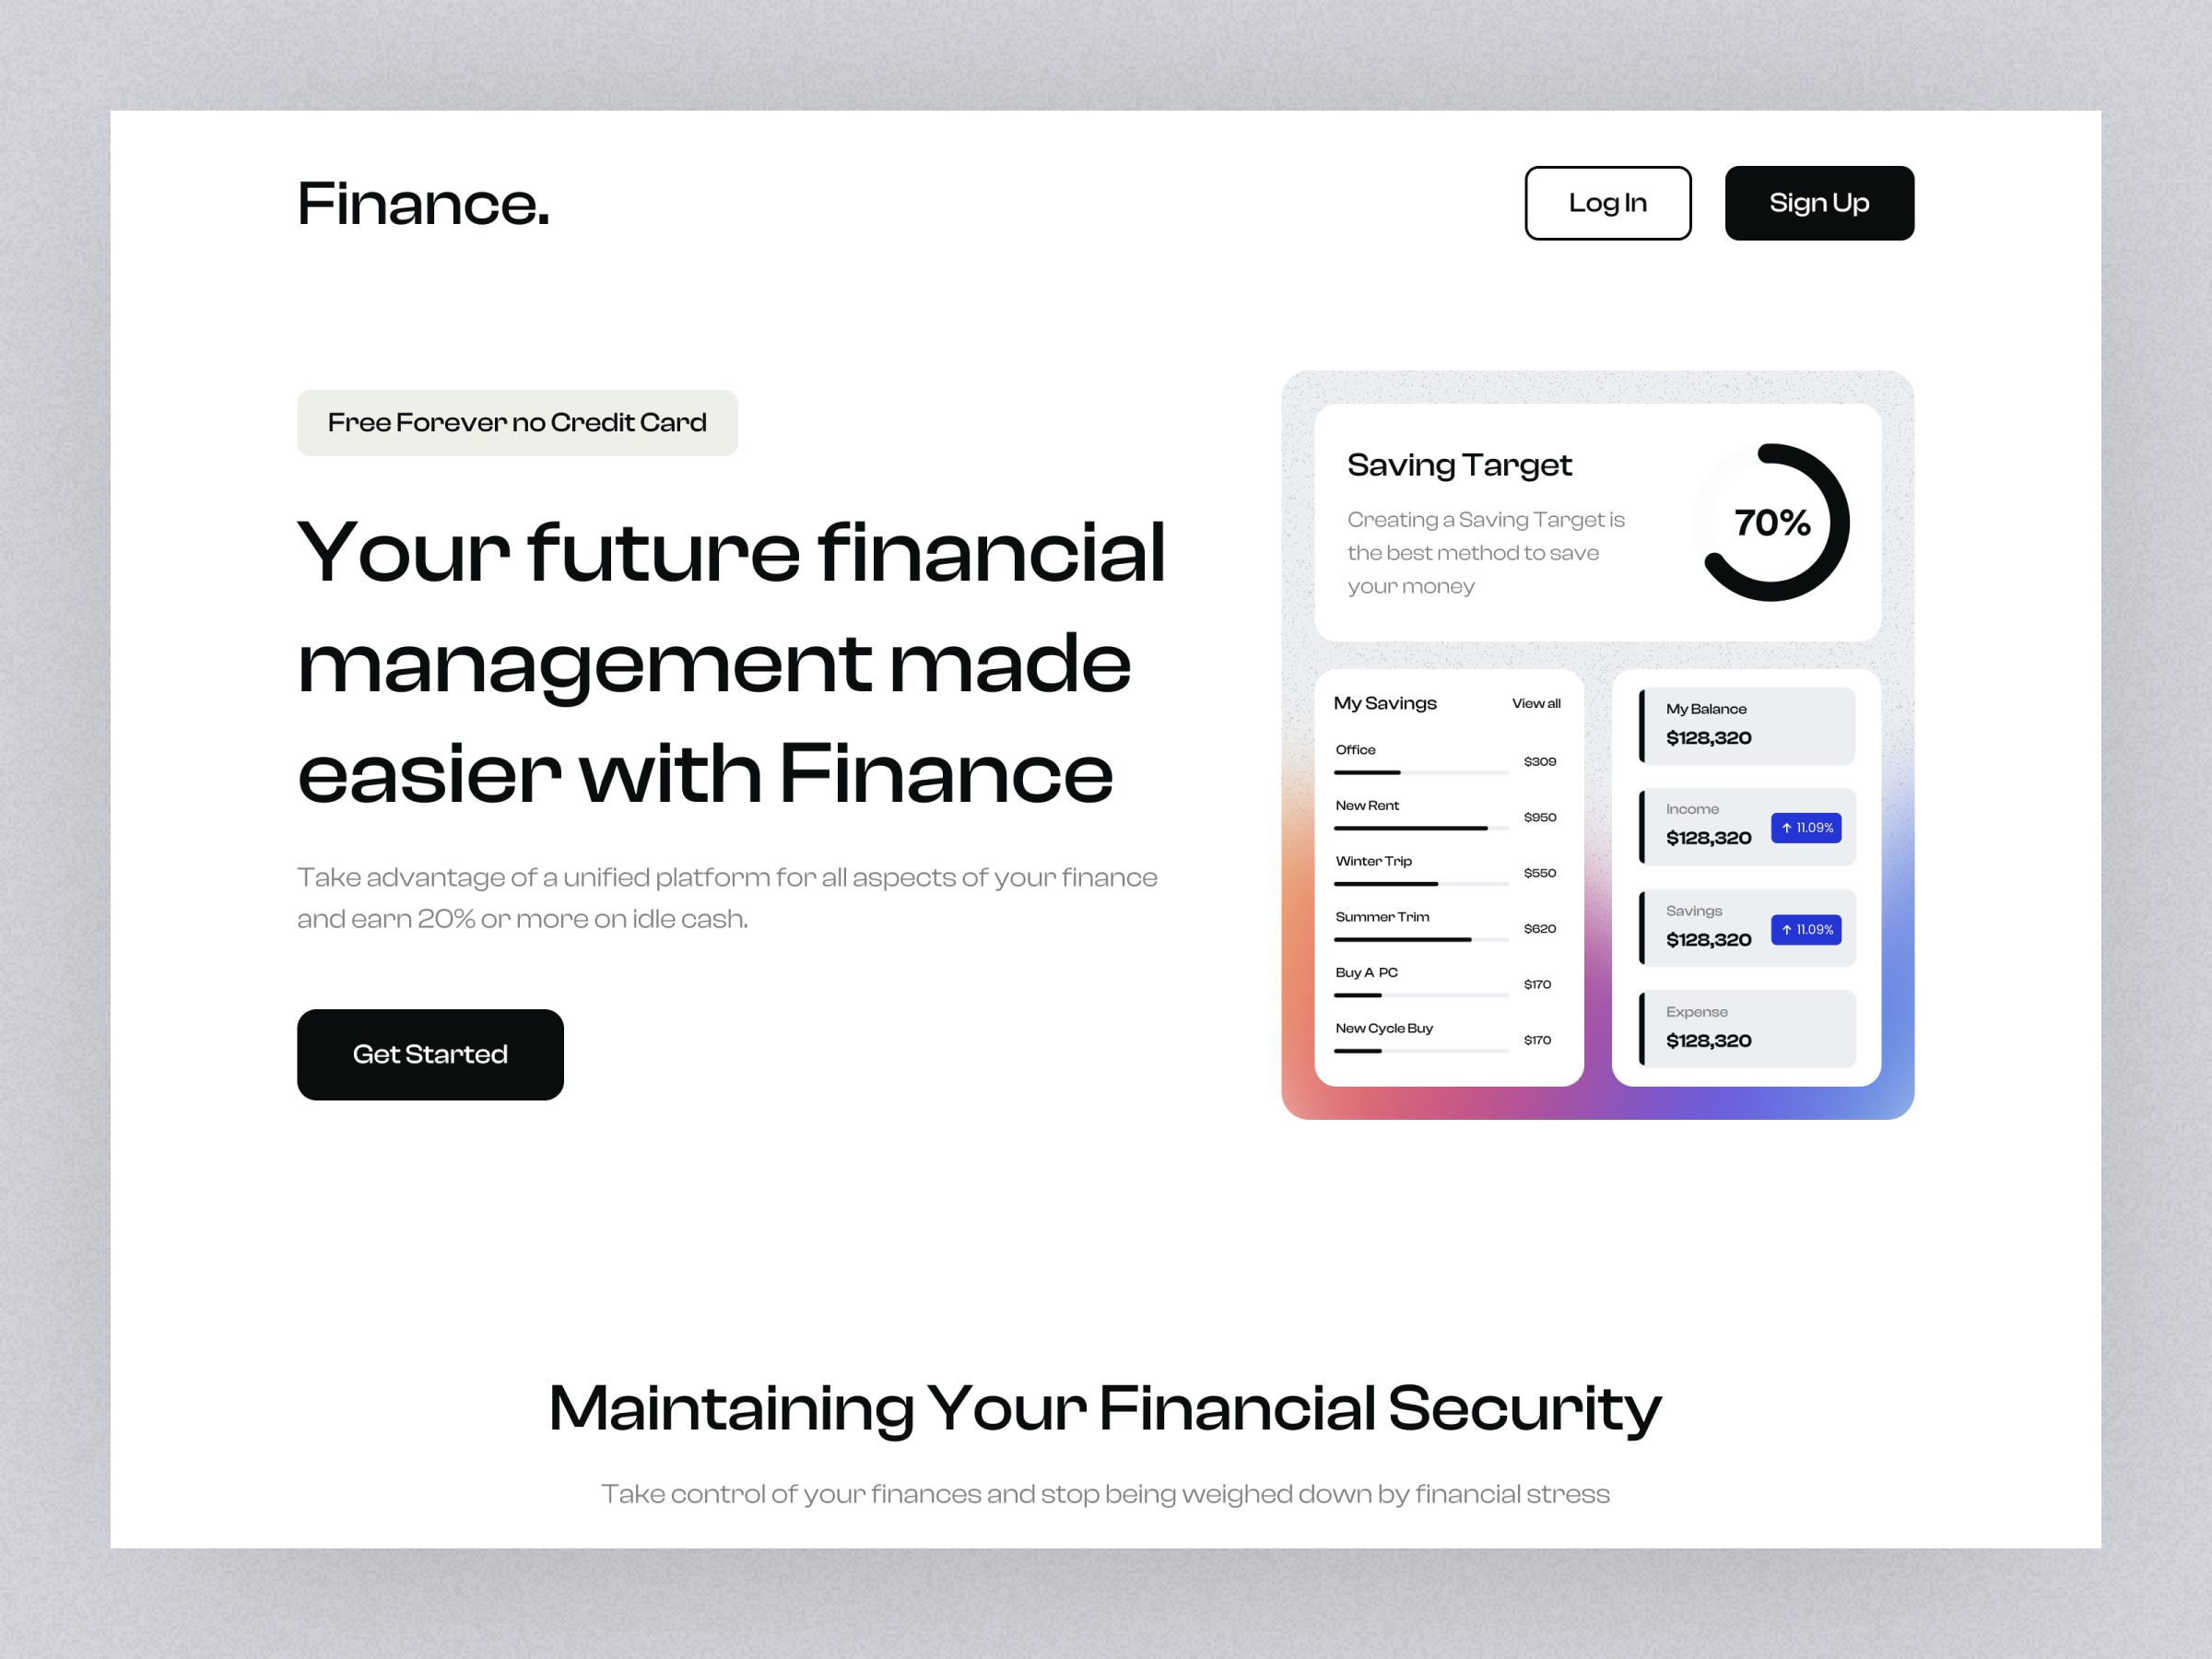 Finance.
Log In
Sign Up
Free Forever no Credit Card
Your future financial
management made
easier with Finance
Take advantage of a unified platform for all aspects of your finance
and earn 20% or more on idle cash.
Get Started
Saving Target
Creating a Saving Target is
the best method to save
your money
70%
My Savings
View all
Office
$309
New Rent
$950
Winter Trip
$550
Summer Trim
$620
Buy A PC
$170
New Cycle Buy
$170
My Balance
$128,320
Income
$128,320
↑ 11.09%
Savings
$128,320
↑ 11.09%
Expense
$128,320
Maintaining Your Financial Security
Take control of your finances and stop being weighed down by financial stress